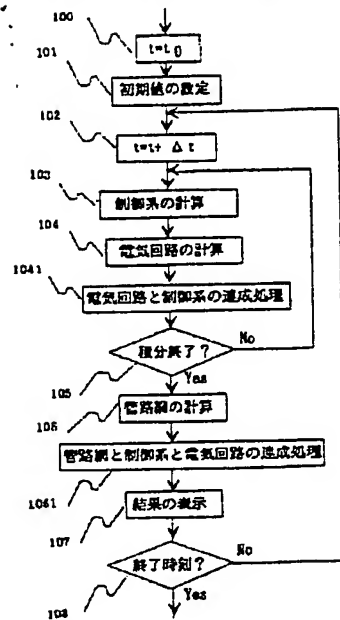 100
t=t0
101
初期値の設定
102
t=t+ Δt
103
制御系の計算
104
電気回路の計算
1041
電気回路と制御系の連成処理
積分終了?
No
105
Yes
106
管路網の計算
管路網と制御系と電気回路の連成処理
1061
結果の表示
107
終了時刻?
No
108
Yes